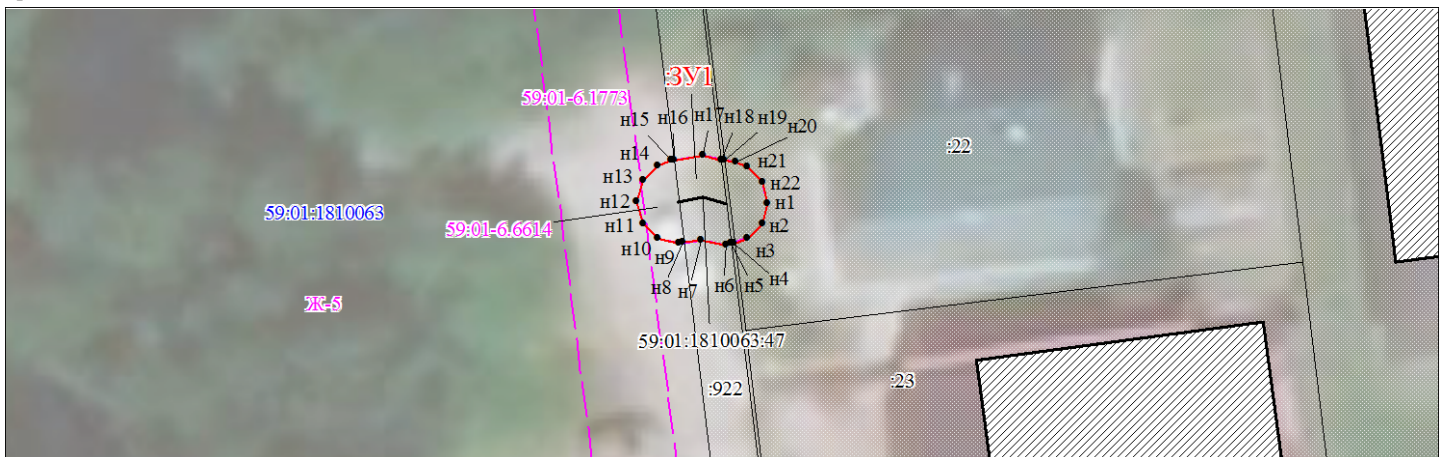 :ЗУ1
59:01-6.1773
н15
н16
н17
н18
н19
н20
н14
н21
:22
н13
н22
н12
н1
59:01:1810063
н11
н2
59:01-6.6614
н10
н9
н3
н8
н7
н6
н5
н4
Ж-5
59:01:1810063:47
:922
:23